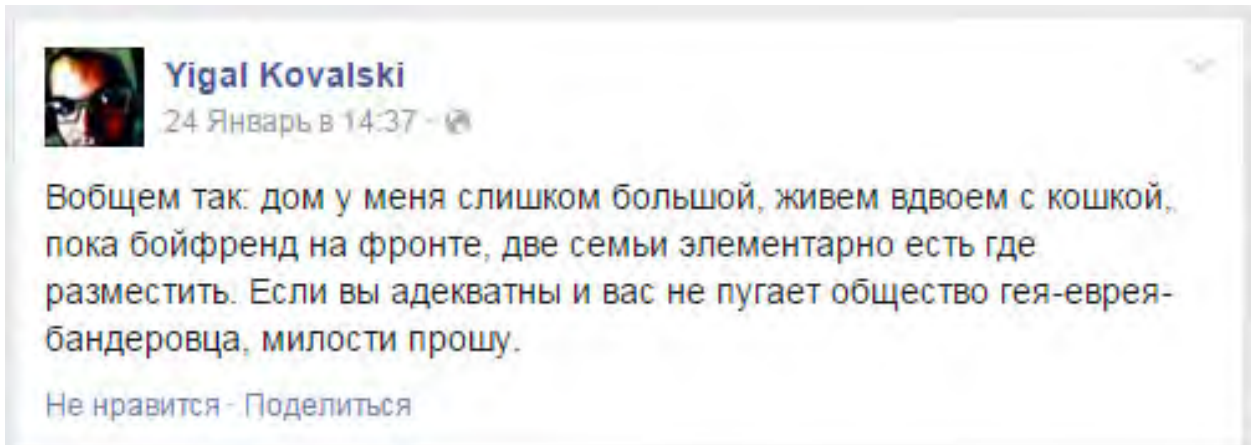 Yigal Kovalski
24 Январь в 14:37 ·
Вобщем так: дом у меня слишком большой, живем вдвоем с кошкой,
пока бойфренд на фронте, две семьи элементарно есть где
разместить. Если вы адекватны и вас не пугает общество гея-еврея-
бандеровца, милости прошу.
Не нравится · Поделиться